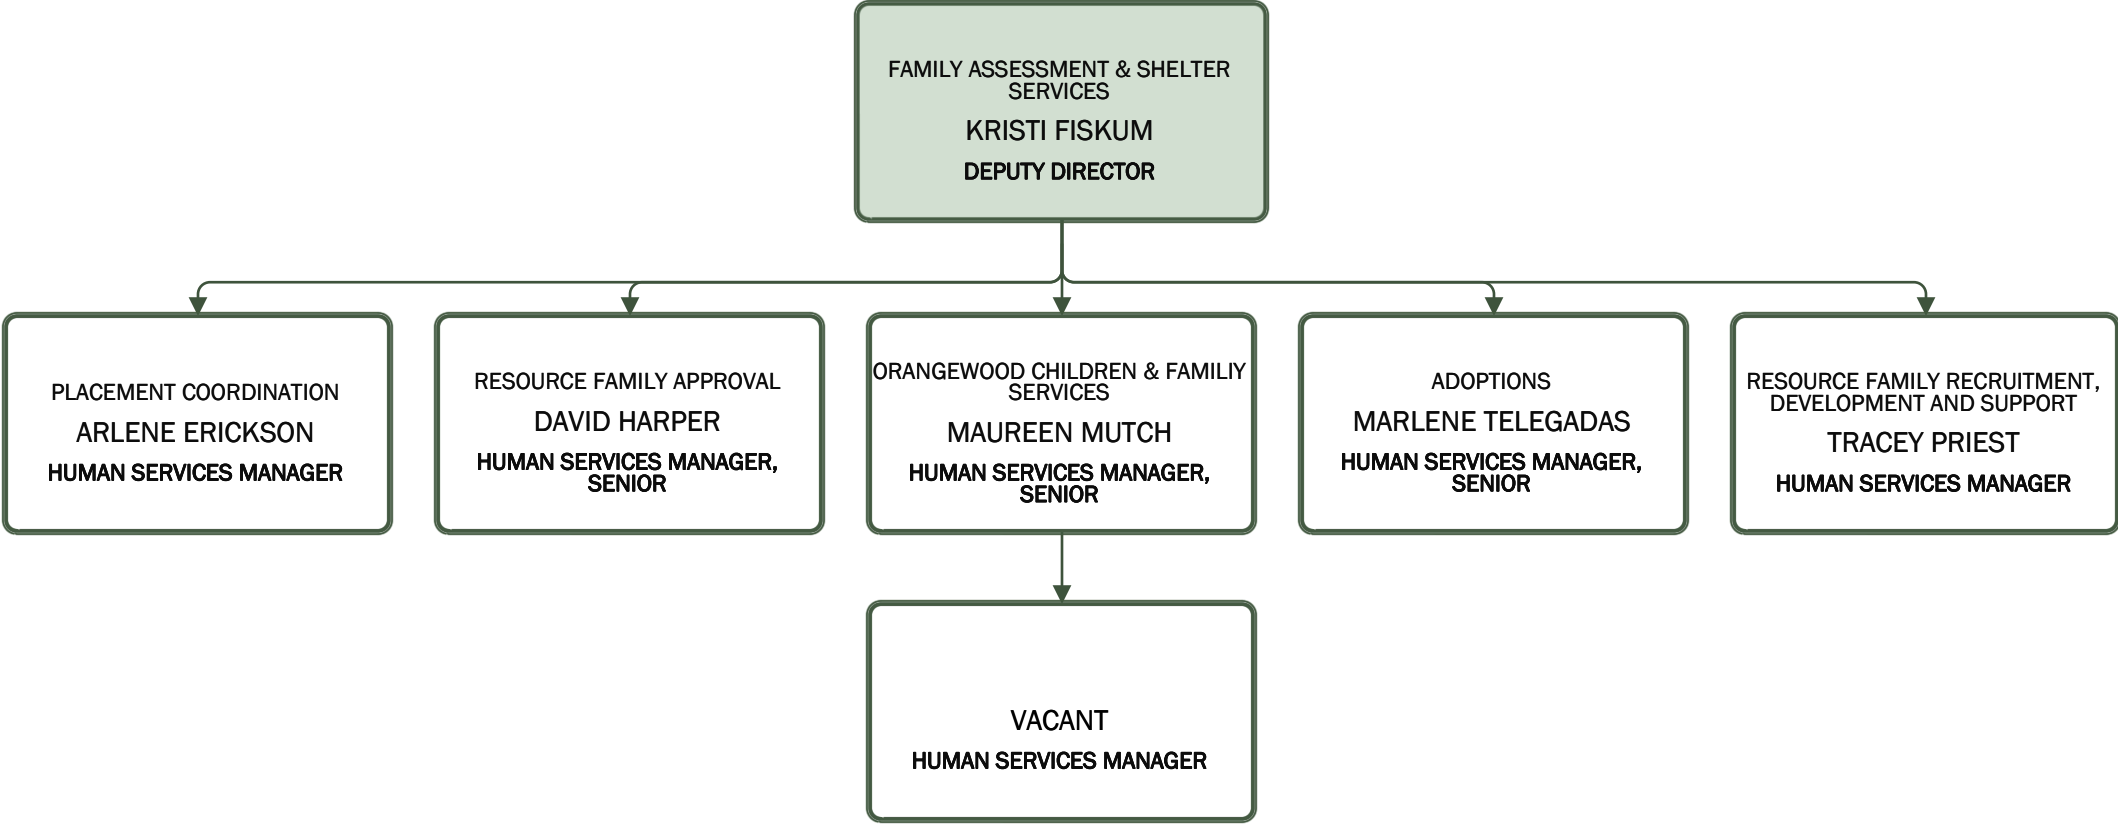 FAMILY ASSESSMENT & SHELTER
SERVICES
KRISTI FISKUM
DEPUTY DIRECTOR
PLACEMENT COORDINATION
ARLENE ERICKSON
HUMAN SERVICES MANAGER
RESOURCE FAMILY APPROVAL
DAVID HARPER
HUMAN SERVICES MANAGER,
SENIOR
ORANGEWOOD CHILDREN & FAMILIY
SERVICES
MAUREEN MUTCH
HUMAN SERVICES MANAGER,
SENIOR
ADOPTIONS
MARLENE TELEGADAS
HUMAN SERVICES MANAGER,
SENIOR
RESOURCE FAMILY RECRUITMENT,
DEVELOPMENT AND SUPPORT
TRACEY PRIEST
HUMAN SERVICES MANAGER
VACANT
HUMAN SERVICES MANAGER